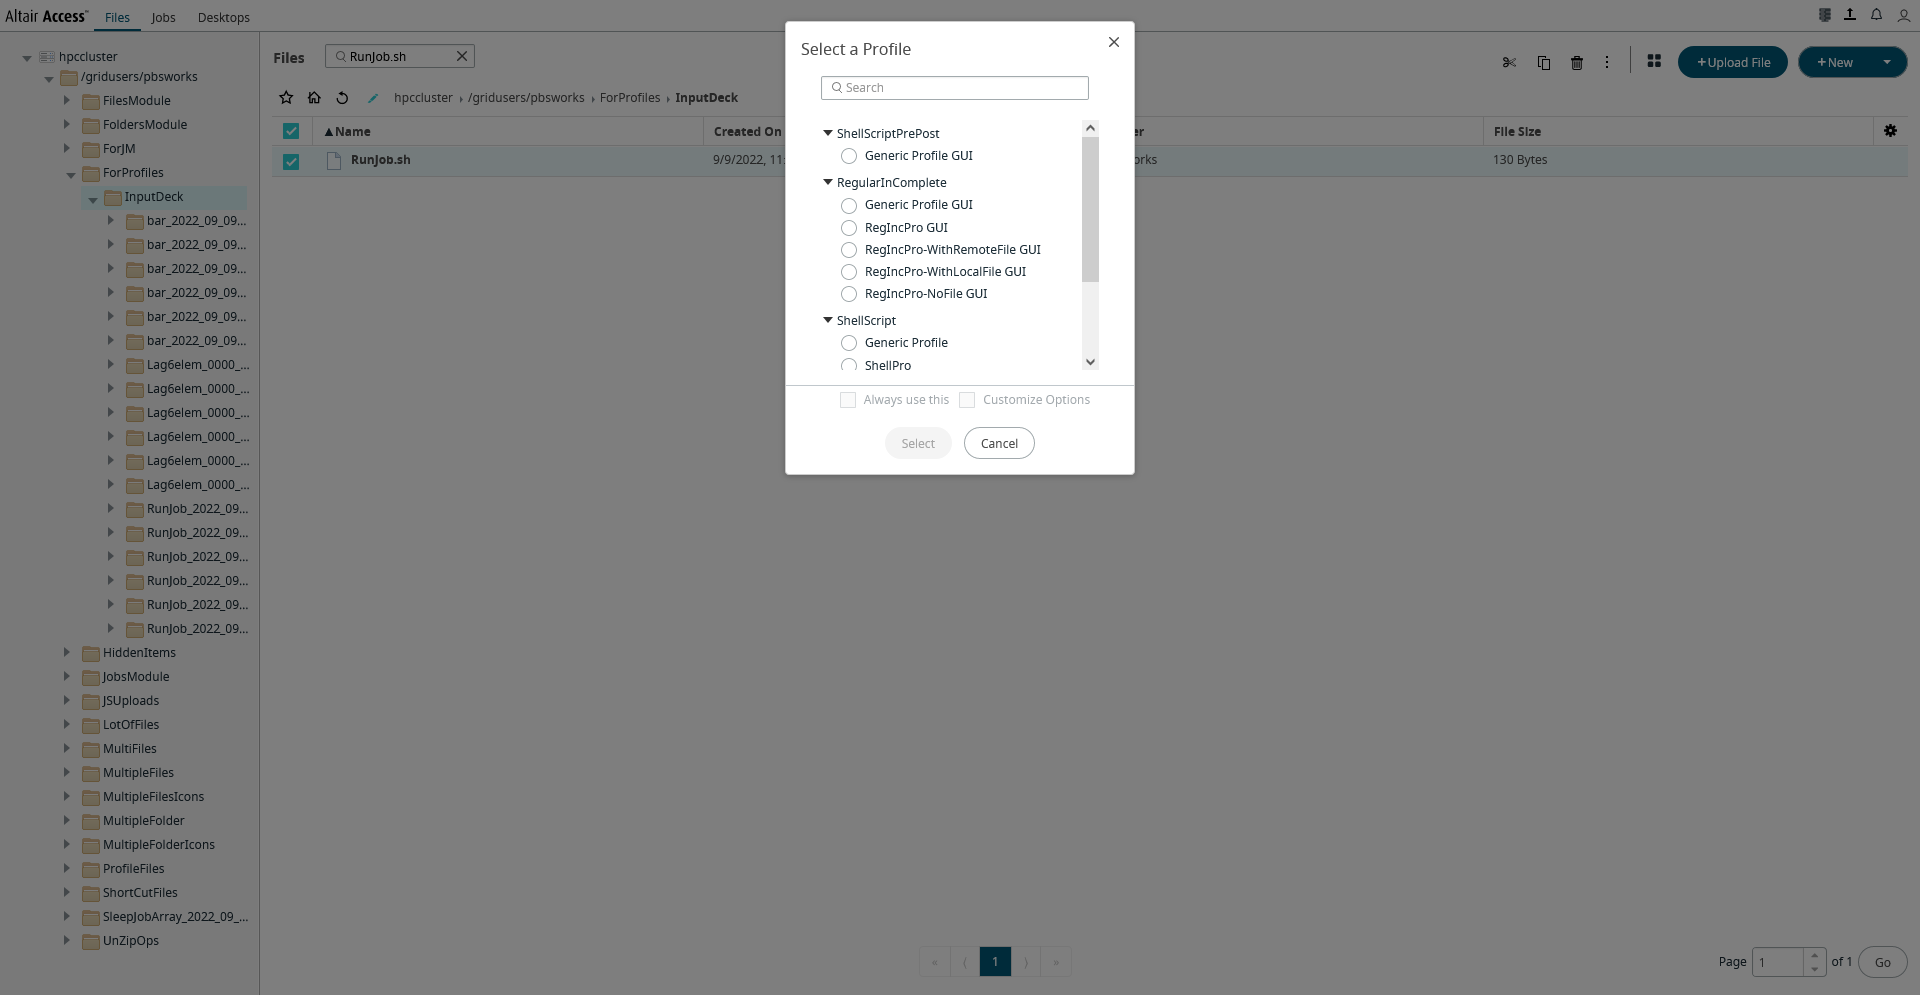 Altair Access™ Files Jobs Desktops
hpccluster
/gridusers/pbsworks
FilesModule
FoldersModule
ForJM
ForProfiles
InputDeck
bar_2022_09_09...
bar_2022_09_09...
bar_2022_09_09...
bar_2022_09_09...
bar_2022_09_09...
bar_2022_09_09...
Lag6elem_0000_...
Lag6elem_0000_...
Lag6elem_0000_...
Lag6elem_0000_...
Lag6elem_0000_...
Lag6elem_0000_...
RunJob_2022_09...
RunJob_2022_09...
RunJob_2022_09...
RunJob_2022_09...
RunJob_2022_09...
RunJob_2022_09...
HiddenItems
JobsModule
JSUploads
LotOfFiles
MultiFiles
MultipleFiles
MultipleFilesIcons
MultipleFolder
MultipleFolderIcons
ProfileFiles
ShortCutFiles
SleepJobArray_2022_09_...
UnZipOps
Files RunJob.sh
+Upload File +New
hpccluster › /gridusers/pbsworks › ForProfiles › InputDeck
Name Created On er File Size
RunJob.sh 9/9/2022, 11: orks 130 Bytes
Select a Profile
Search
ShellScriptPrePost
Generic Profile GUI
RegularInComplete
Generic Profile GUI
RegIncPro GUI
RegIncPro-WithRemoteFile GUI
RegIncPro-WithLocalFile GUI
RegIncPro-NoFile GUI
ShellScript
Generic Profile
ShellPro
Always use this Customize Options
Select Cancel
« ⟨ 1 ⟩ » Page 1 of 1 Go